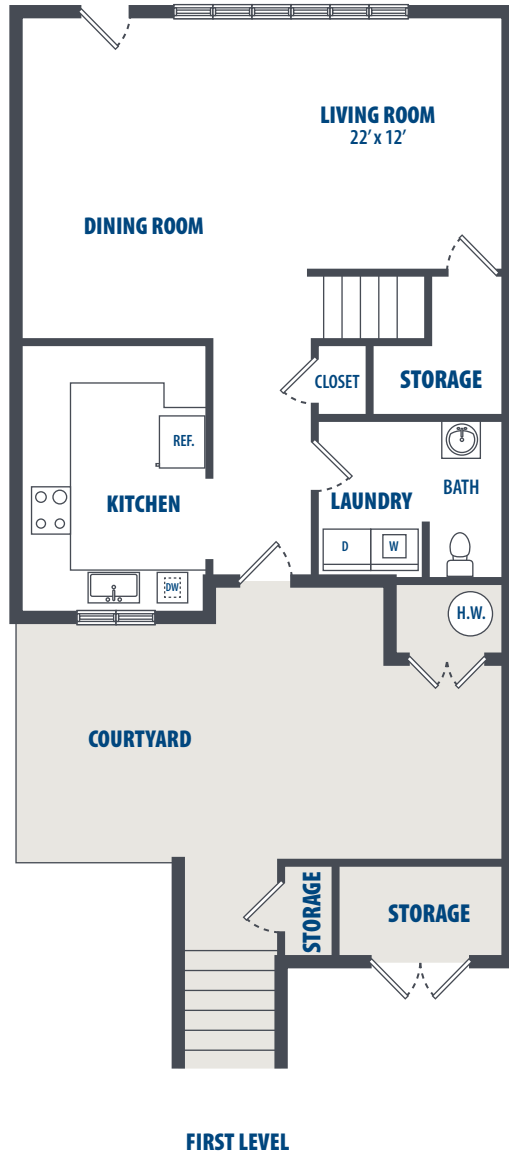 LIVING ROOM
22' x 12'
DINING ROOM
CLOSET
STORAGE
REF.
KITCHEN
LAUNDRY
BATH
D
W
DW
H.W.
COURTYARD
STORAGE
STORAGE
FIRST LEVEL